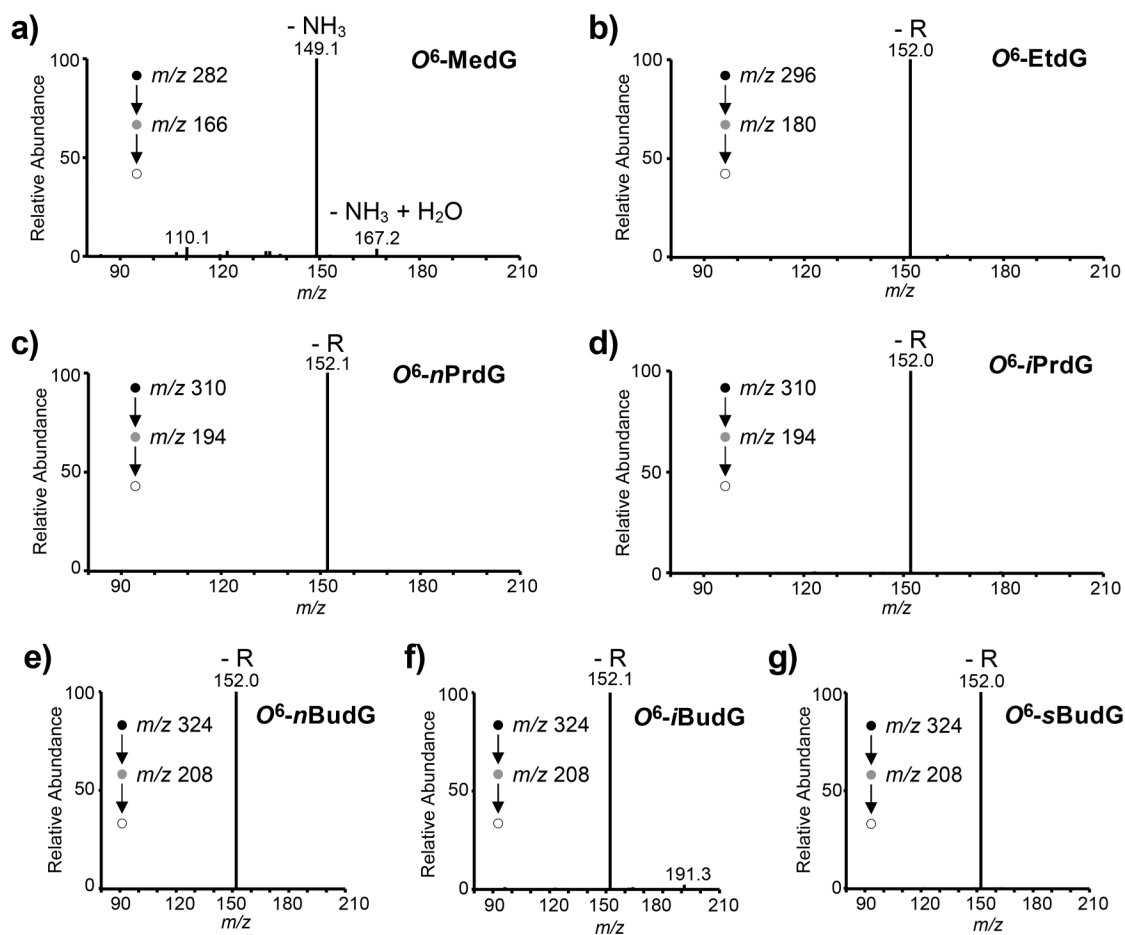 a)
- NH₃
149.1
O⁶-MedG
100
m/z 282
m/z 166
50
Relative Abundance
- NH₃ + H₂O
110.1
167.2
0
90 120 150 180 210
m/z
b)
- R
152.0
O⁶-EtdG
100
m/z 296
m/z 180
50
Relative Abundance
0
90 120 150 180 210
m/z
c)
- R
152.1
O⁶-nPrdG
100
m/z 310
m/z 194
50
Relative Abundance
0
90 120 150 180 210
m/z
d)
- R
152.0
O⁶-iPrdG
100
m/z 310
m/z 194
50
Relative Abundance
0
90 120 150 180 210
m/z
e)
- R
152.0
O⁶-nBudG
100
m/z 324
m/z 208
50
Relative Abundance
0
90 120 150 180 210
m/z
f)
- R
152.1
O⁶-iBudG
100
m/z 324
m/z 208
50
Relative Abundance
191.3
0
90 120 150 180 210
m/z
g)
- R
152.0
O⁶-sBudG
100
m/z 324
m/z 208
50
Relative Abundance
0
90 120 150 180 210
m/z